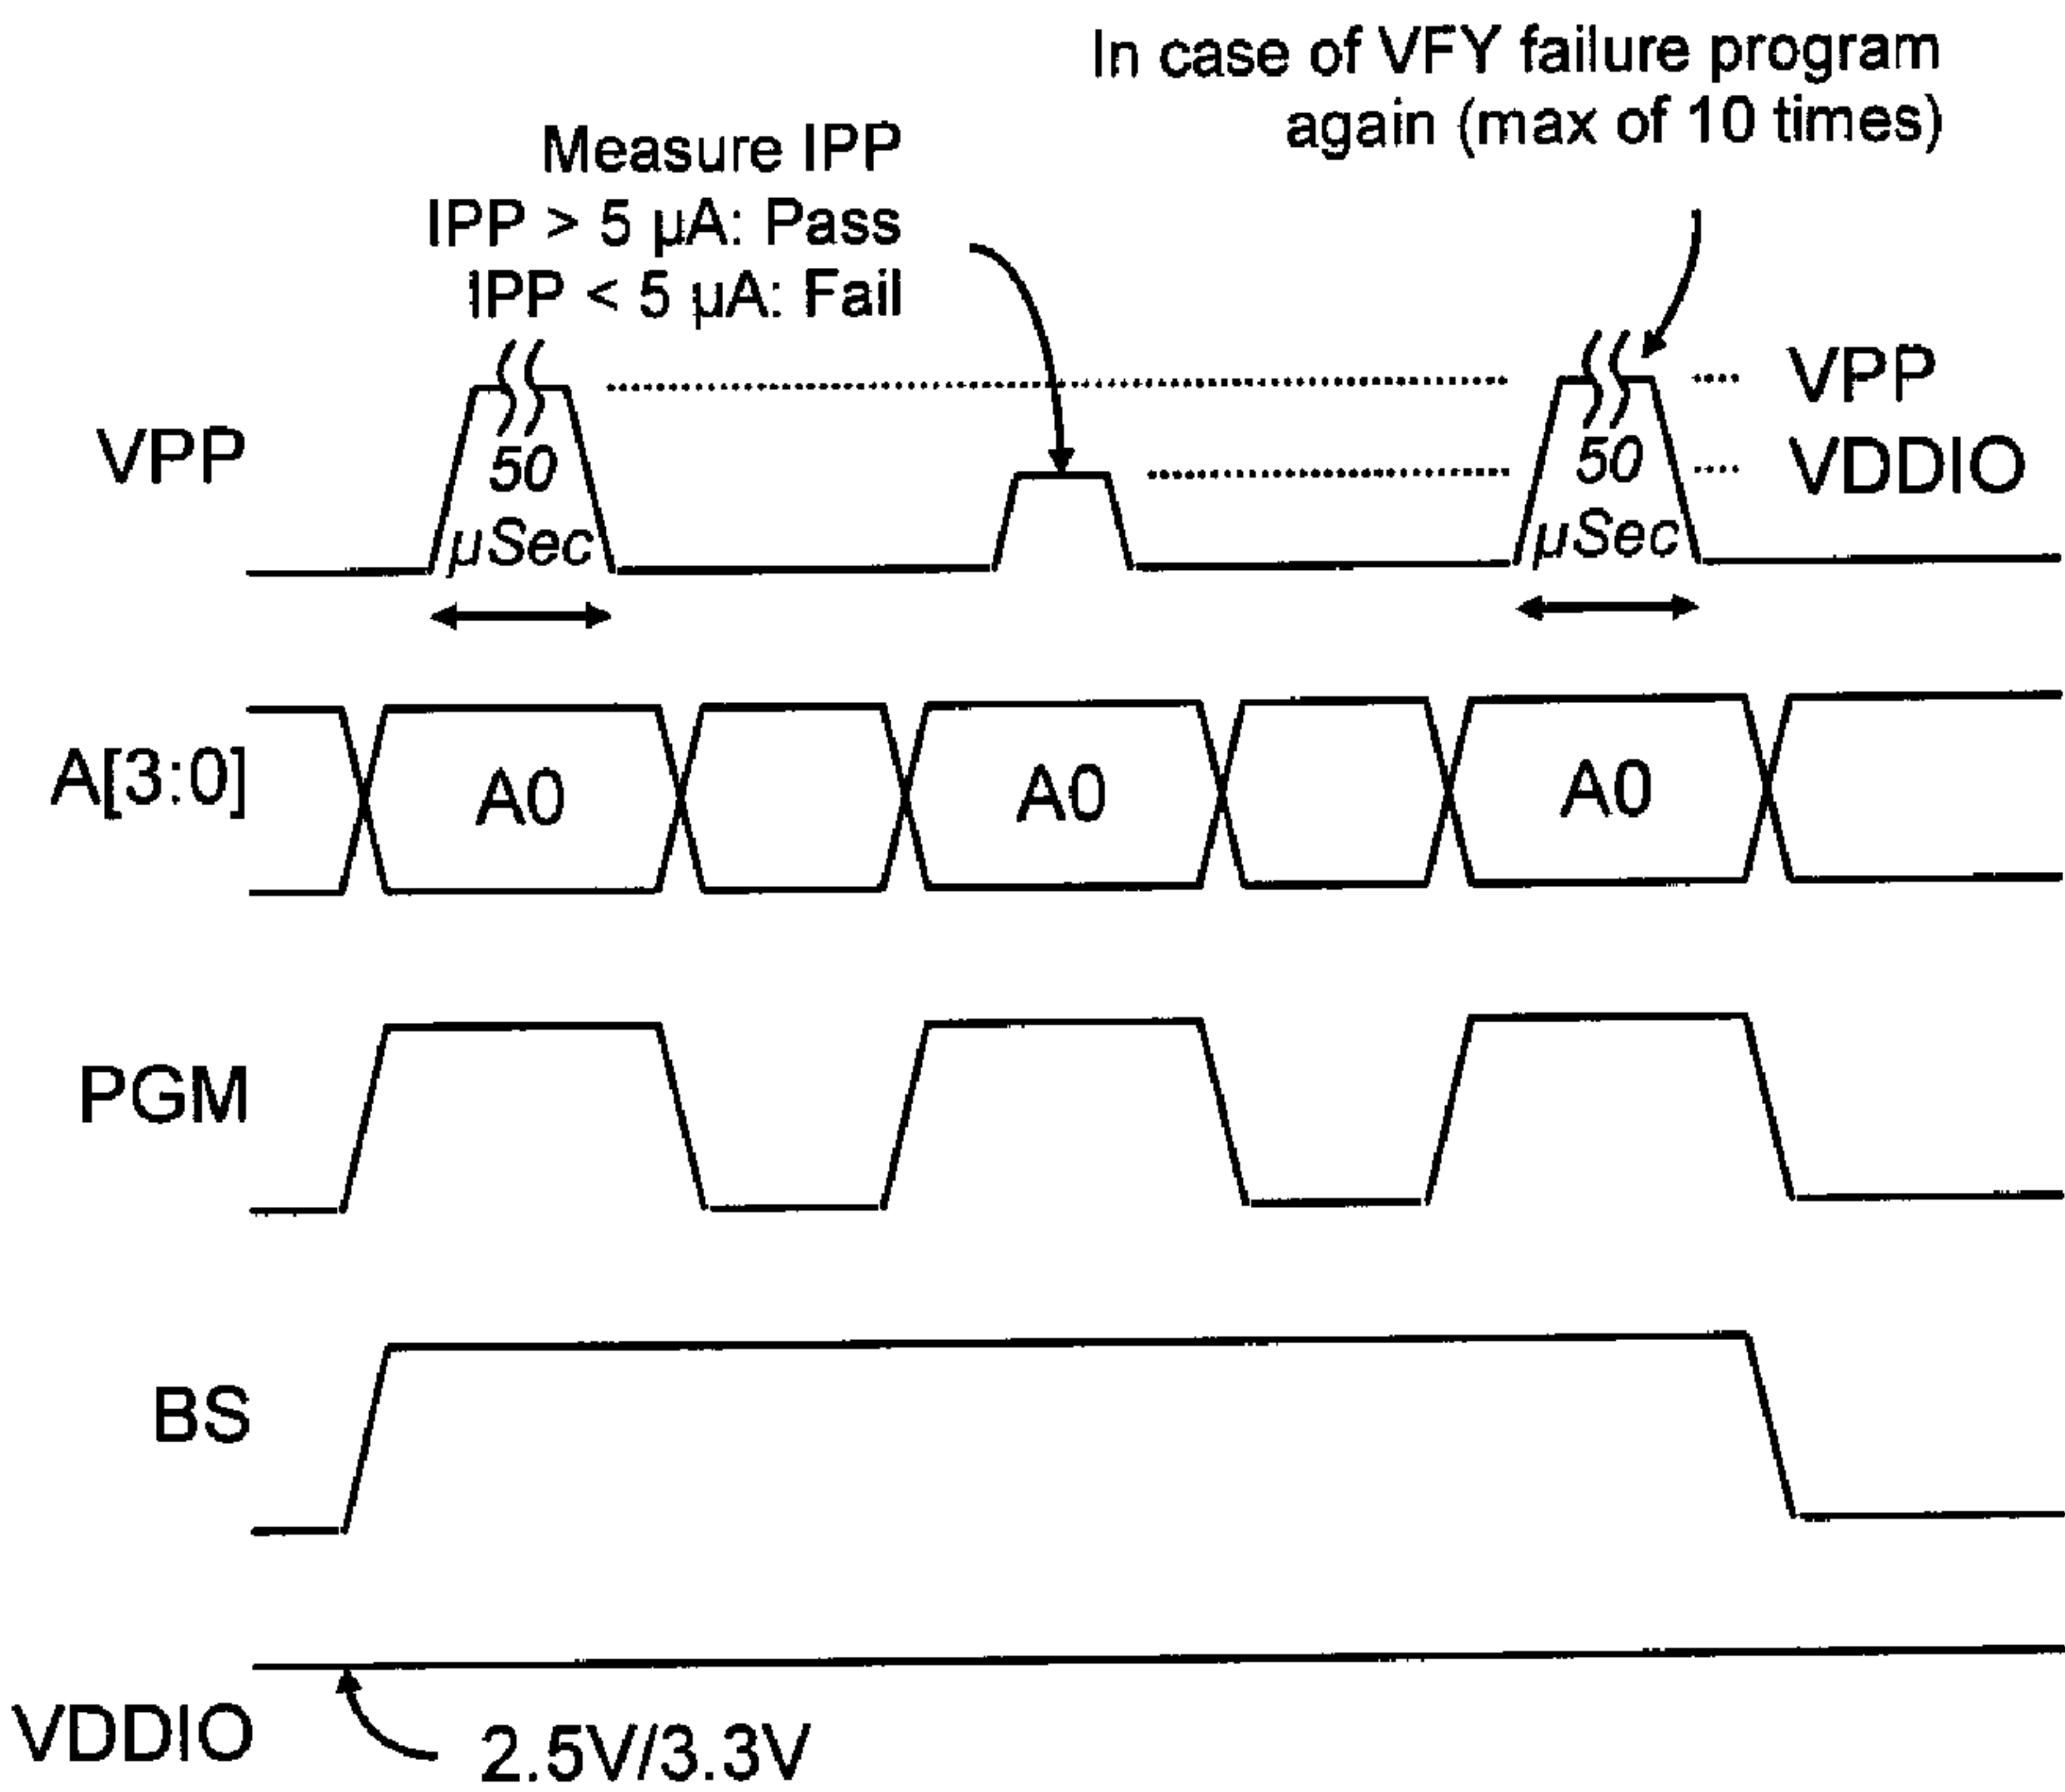 In case of VFY failure program
again (max of 10 times)
Measure IPP
IPP > 5 µA: Pass
IPP < 5 µA: Fail
VPP
50
µSec
50
µSec
VPP
VDDIO
A[3:0]
A0
A0
A0
PGM
BS
VDDIO
2.5V/3.3V